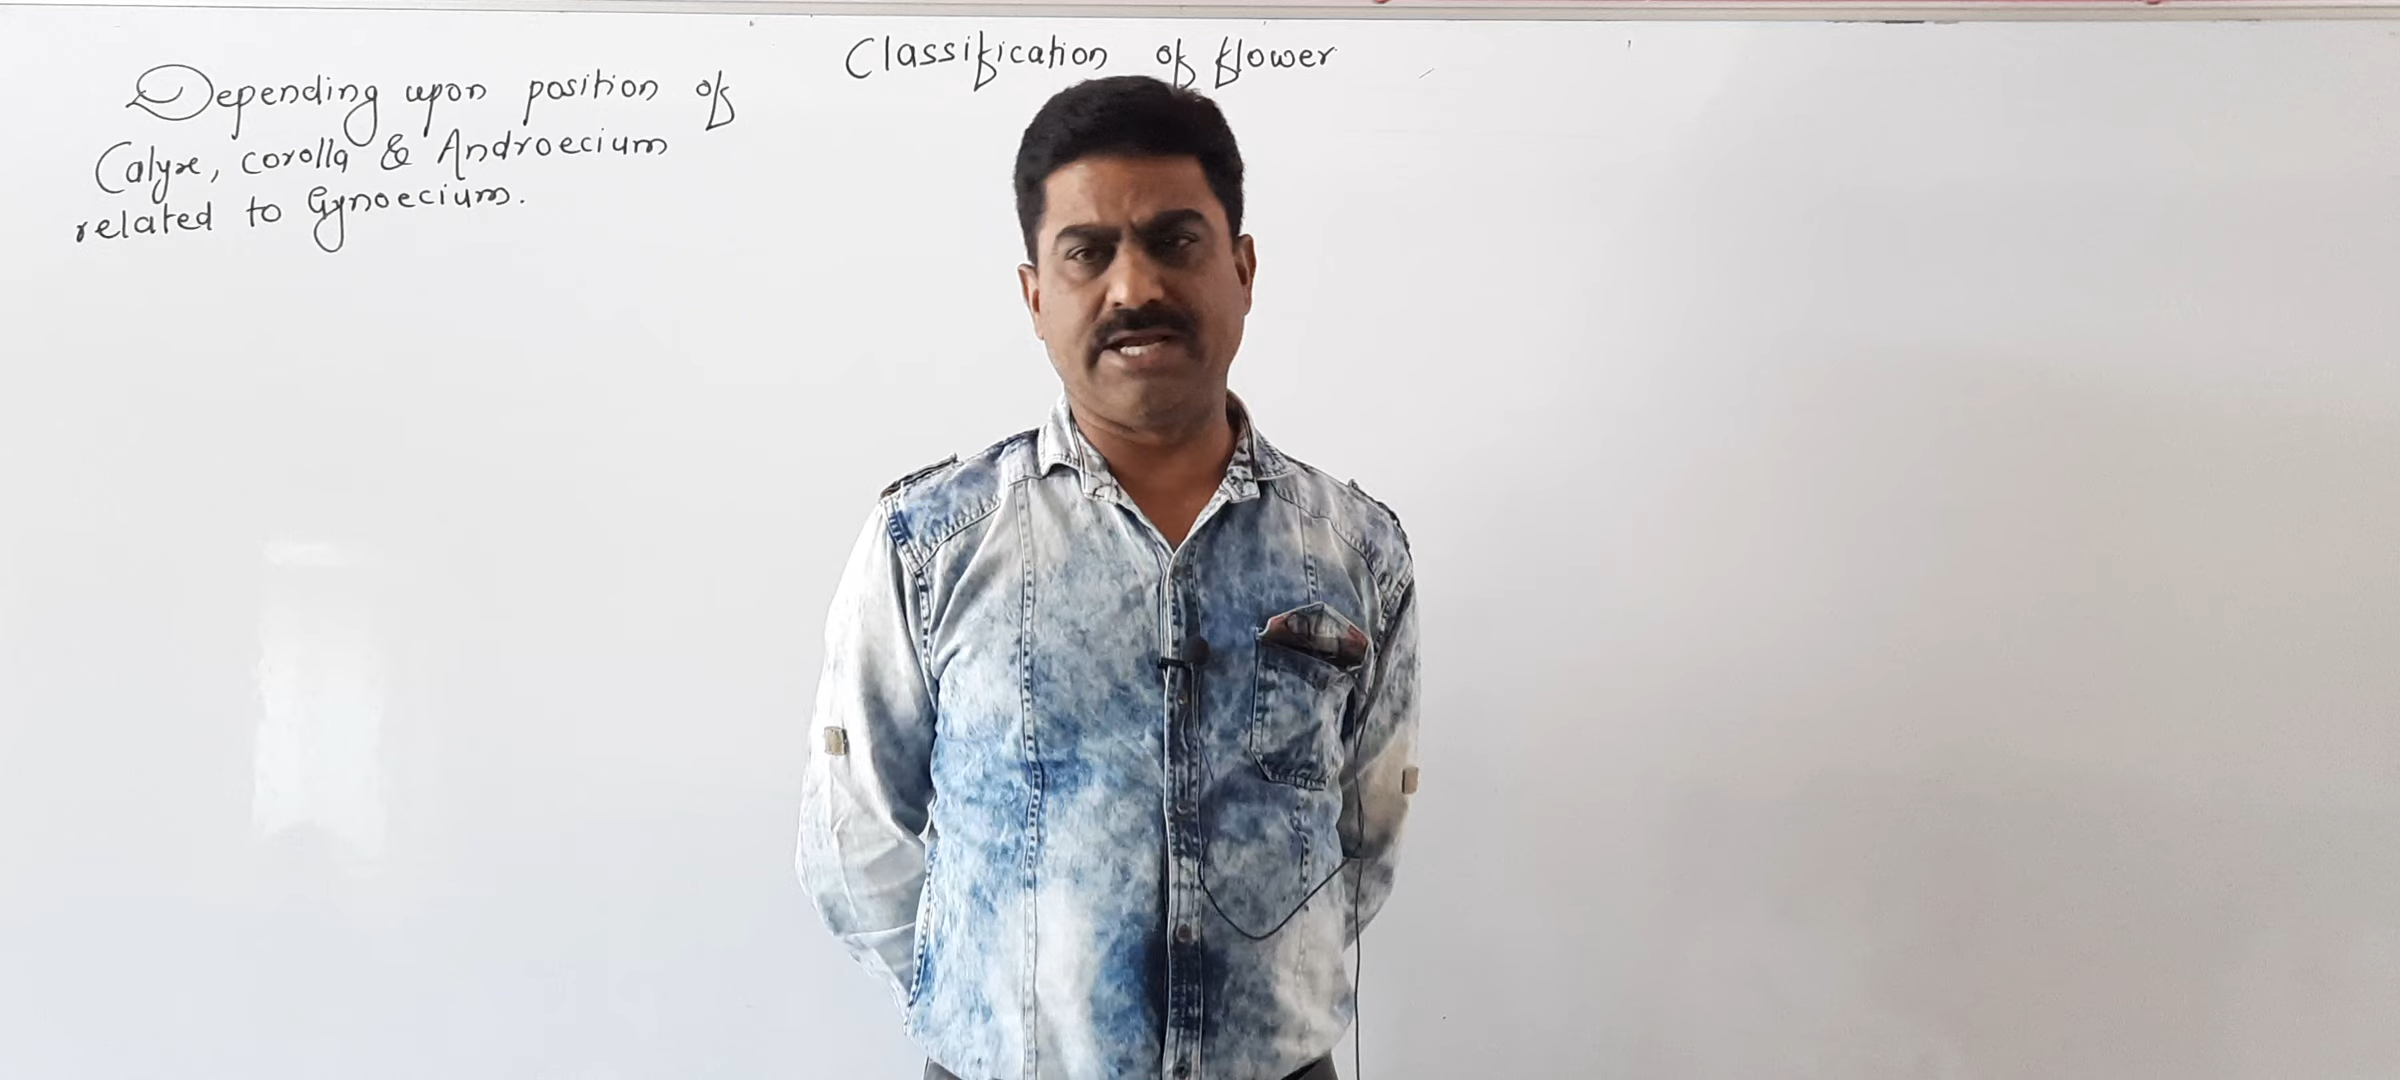 Classification of flower
Depending upon position of
Calyx, corolla & Androecium
related to Gynoecium.